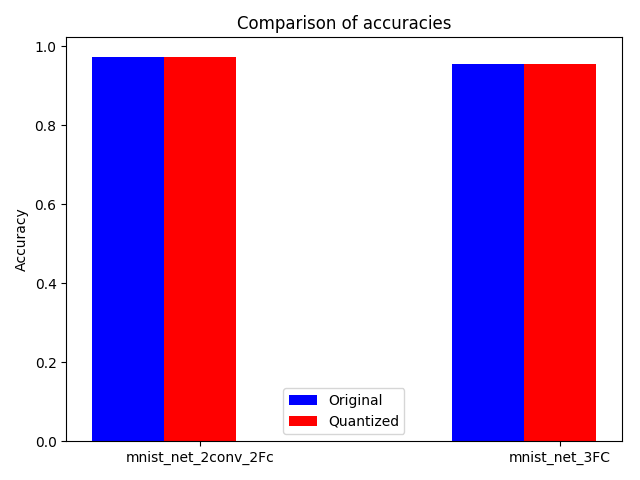 Comparison of accuracies
Accuracy
1.0
0.8
0.6
0.4
0.2
0.0
Original
Quantized
mnist_net_2conv_2Fc
mnist_net_3FC